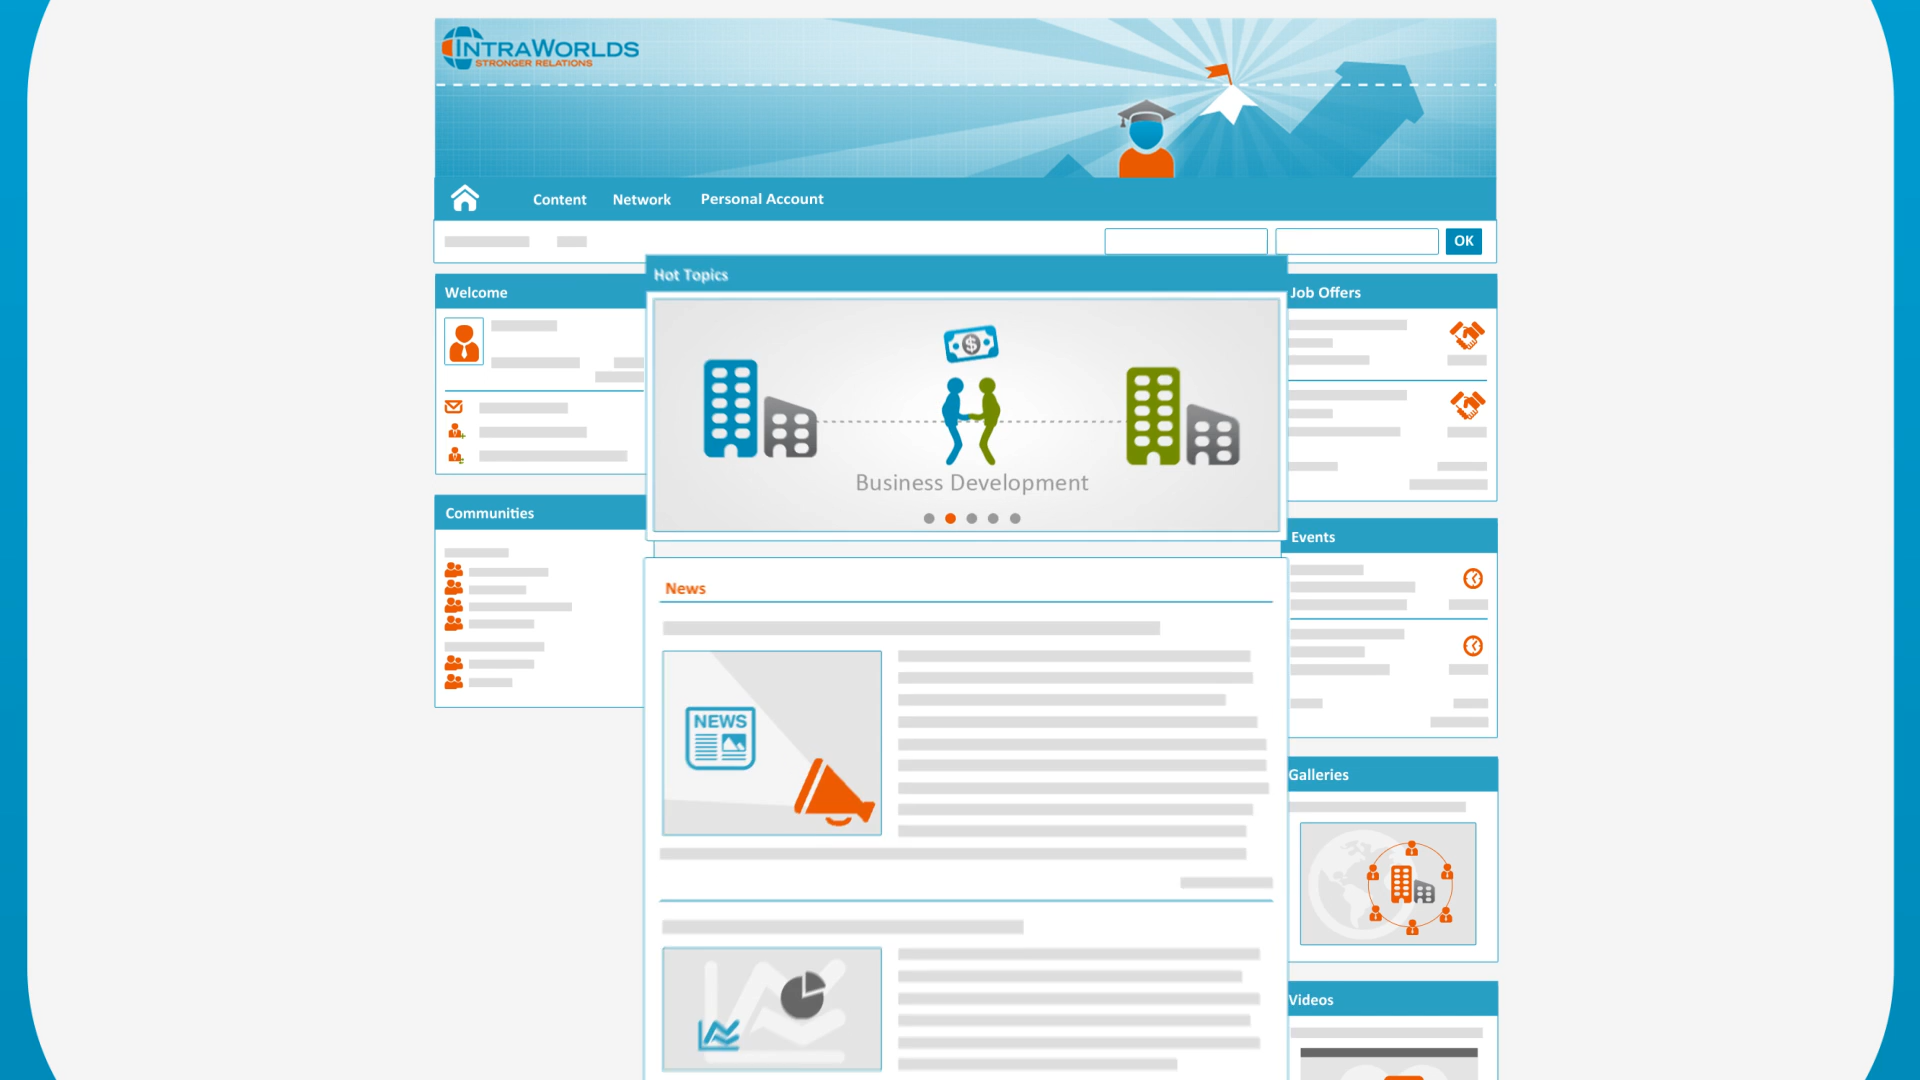 INTRAWORLDS
STRONGER RELATIONS
Content Network Personal Account
OK
Hot Topics
Welcome
Job Offers
$
Business Development
Communities
Events
News
NEWS
Galleries
Videos